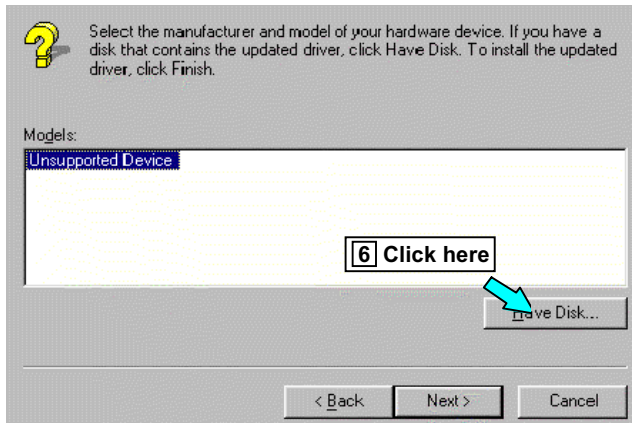 Select the manufacturer and model of your hardware device. If you have a
disk that contains the updated driver, click Have Disk. To install the updated
driver, click Finish.
Models:
Unsupported Device
6 Click here
Have Disk...
< Back
Next >
Cancel